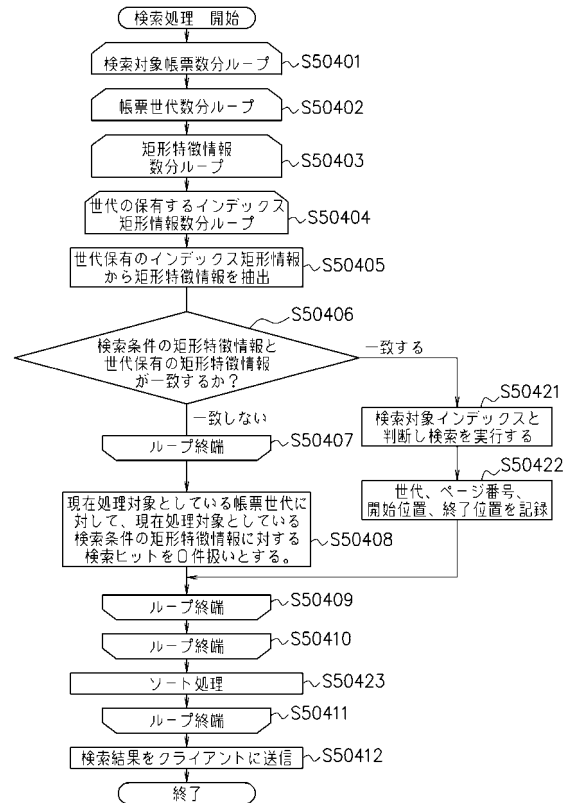 検索処理 開始
検索対象帳票数分ループ
S50401
帳票世代数分ループ
S50402
矩形特徴情報
数分ループ
S50403
世代の保有するインデックス
矩形情報数分ループ
S50404
世代保有のインデックス矩形情報
から矩形特徴情報を抽出
S50405
S50406
検索条件の矩形特徴情報と
世代保有の矩形特徴情報
が一致するか?
一致する
一致しない
S50421
検索対象インデックスと
判断し検索を実行する
ループ終端
S50407
S50422
世代、ページ番号、
開始位置、終了位置を記録
現在処理対象としている帳票世代に
対して、現在処理対象としている
検索条件の矩形特徴情報に対する
検索ヒットを0件扱いとする。
S50408
ループ終端
S50409
ループ終端
S50410
ソート処理
S50423
ループ終端
S50411
検索結果をクライアントに送信
S50412
終了